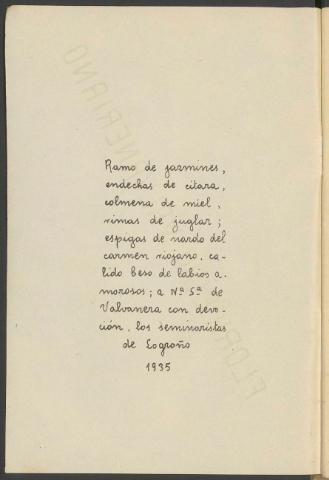 Ramo de jazmines,
endechas de cítara,
colmena de miel,
rimas de juglar;
espigas de nardo del
carmen riojano, ca-
lido beso de labios a-
morosos; a Nª Sª de
Valvanera con devo-
ción, los seminaristas
de Logroño
1935